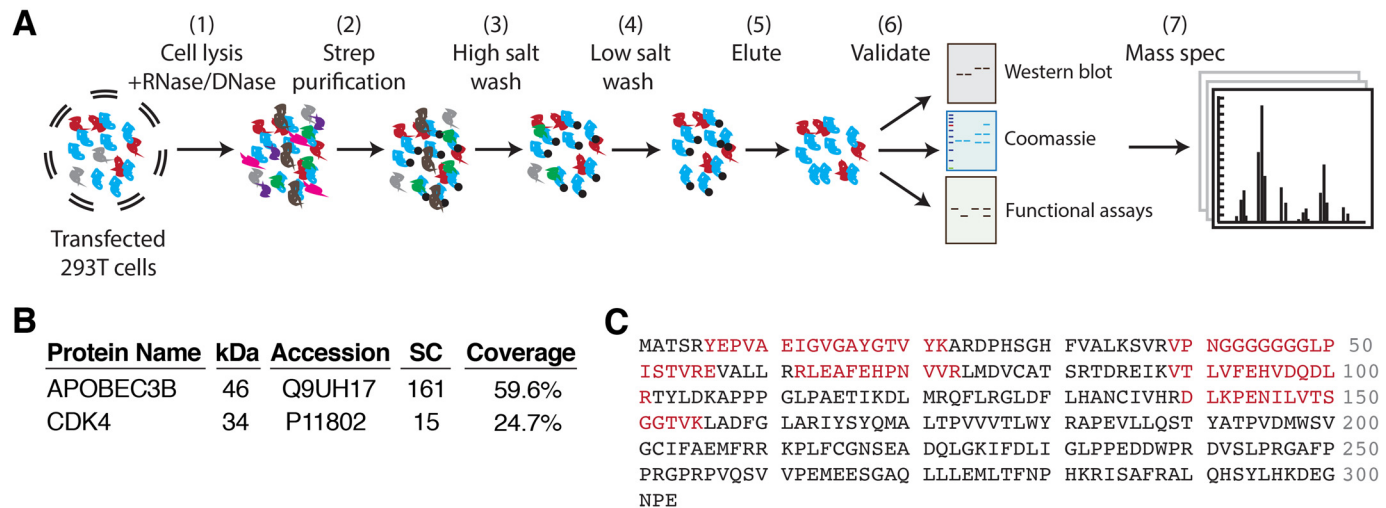 A
(1)
Cell lysis
+RNase/DNase
(2)
Strep
purification
(3)
High salt
wash
(4)
Low salt
wash
(5)
Elute
(6)
Validate
(7)
Mass spec
Western blot
Coomassie
Functional assays
Transfected
293T cells
B
Protein Name kDa Accession SC Coverage
APOBEC3B 46 Q9UH17 161 59.6%
CDK4 34 P11802 15 24.7%
C
MATSRYEPVA EIGVGAYGTV YKARDPHSGH FVALKSVRVP NGGGGGGGLP 50
ISTVREVALL RRLEAFEHPN VVRLMDVCAT SRTDREIKVT LVFEHVDQDL 100
RTYLDKAPPP GLPAETIKDL MRQFLRGLDF LHANCIVHRD LKPENILVTS 150
GGTVKLADFG LARIYSYQMA LTPVVVTLWY RAPEVLLQST YATPVDMWSV 200
GCIFAEMFRR KPLFCGNSEA DQLGKIFDLI GLPPEDDWPR DVSLPRGAFP 250
PRGPRPVQSV VPEMEESGAQ LLLEMLTFNP HKRISAFRAL QHSYLHKDEG 300
NPE